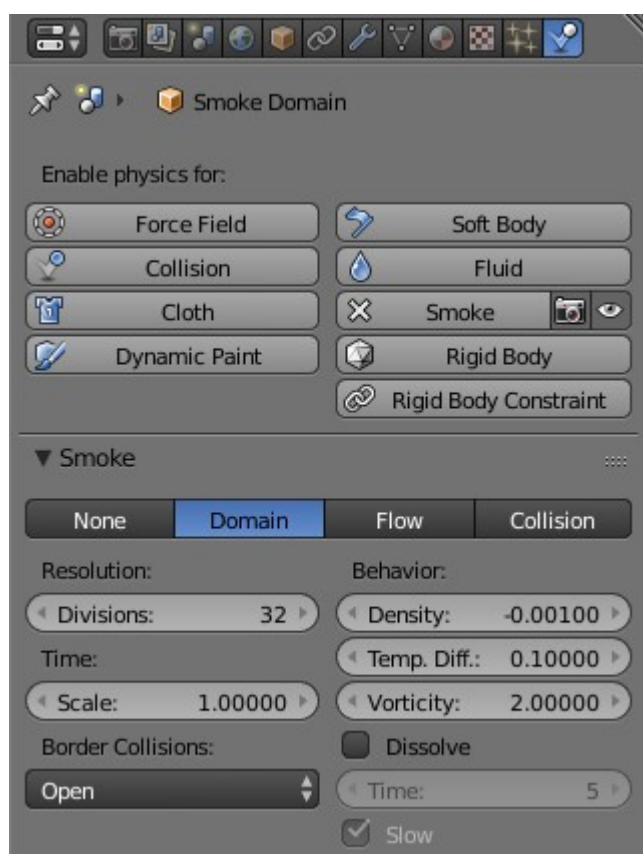 Smoke Domain
Enable physics for:
Force Field
Soft Body
Collision
Fluid
Cloth
Smoke
Dynamic Paint
Rigid Body
Rigid Body Constraint
Smoke
None Domain Flow Collision
Resolution:
Behavior:
Divisions: 32
Density: -0.00100
Time:
Temp. Diff.: 0.10000
Scale: 1.00000
Vorticity: 2.00000
Border Collisions:
Dissolve
Open
Time: 5
Slow